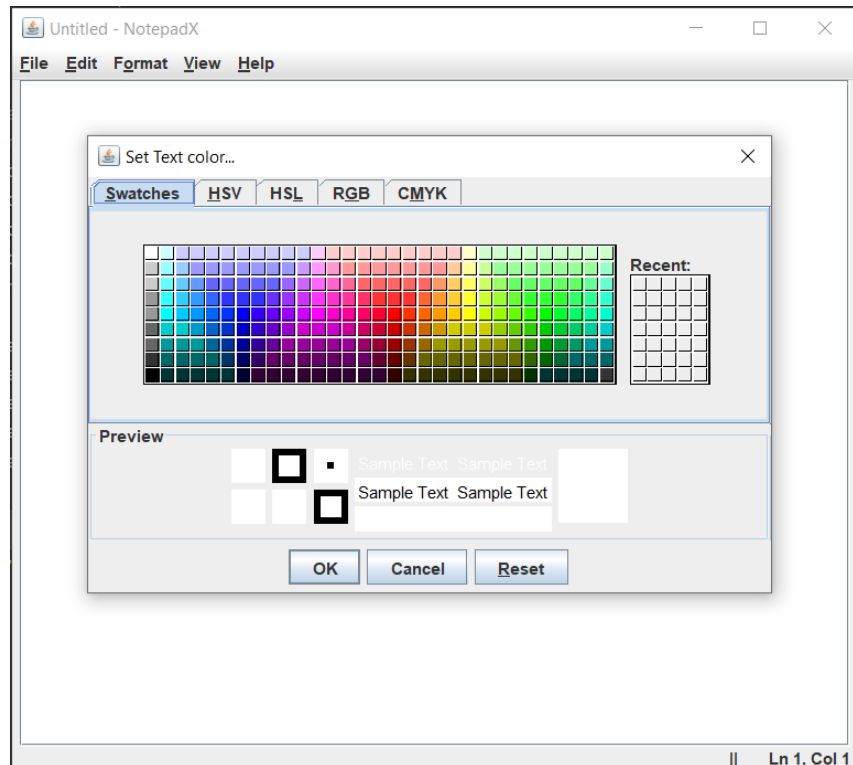 Untitled - NotepadX
File Edit Format View Help
Set Text color...
Swatches HSV HSL RGB CMYK
Recent:
Preview
Sample Text Sample Text
Sample Text Sample Text
OK Cancel Reset
|| Ln 1, Col 1